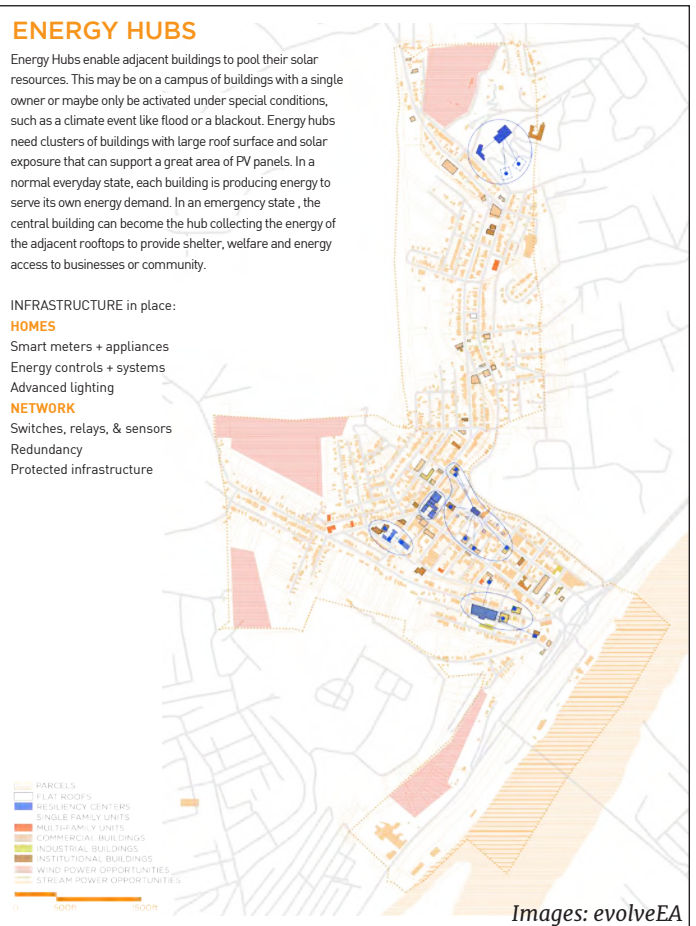 ENERGY HUBS
Energy Hubs enable adjacent buildings to pool their solar
resources. This may be on a campus of buildings with a single
owner or maybe only be activated under special conditions,
such as a climate event like flood or a blackout. Energy hubs
need clusters of buildings with large roof surface and solar
exposure that can support a great area of PV panels. In a
normal everyday state, each building is producing energy to
serve its own energy demand. In an emergency state , the
central building can become the hub collecting the energy of
the adjacent rooftops to provide shelter, welfare and energy
access to businesses or community.
INFRASTRUCTURE in place:
HOMES
Smart meters + appliances
Energy controls + systems
Advanced lighting
NETWORK
Switches, relays, & sensors
Redundancy
Protected infrastructure
PARCELS
FLAT ROOFS
RESILIENCY CENTERS
SINGLE FAMILY UNITS
MULTI-FAMILY UNITS
COMMERCIAL BUILDINGS
INDUSTRIAL BUILDINGS
INSTITUTIONAL BUILDINGS
WIND POWER OPPORTUNITIES
STREAM POWER OPPORTUNITIES
0 500ft 1500ft
Images: evolveEA